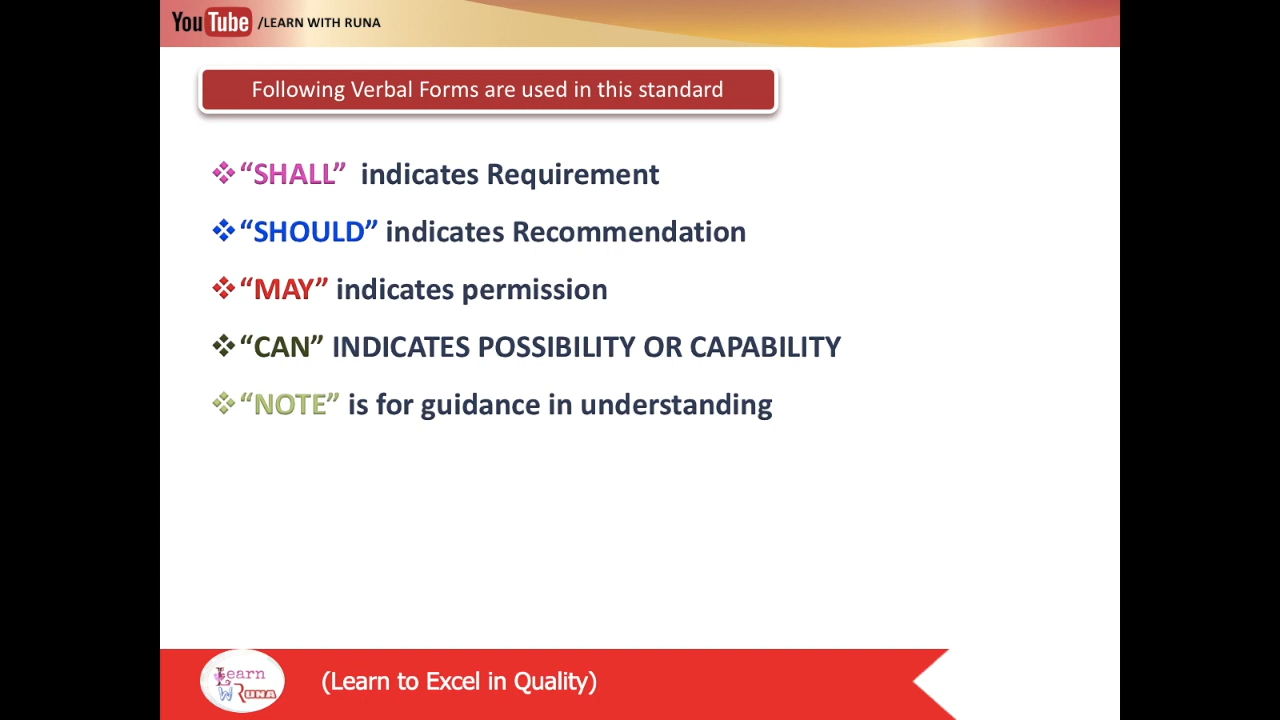 YouTube /LEARN WITH RUNA
Following Verbal Forms are used in this standard
❖“SHALL” indicates Requirement
❖“SHOULD” indicates Recommendation
❖“MAY” indicates permission
❖“CAN” INDICATES POSSIBILITY OR CAPABILITY
❖“NOTE” is for guidance in understanding
Learn
W RUNA
(Learn to Excel in Quality)